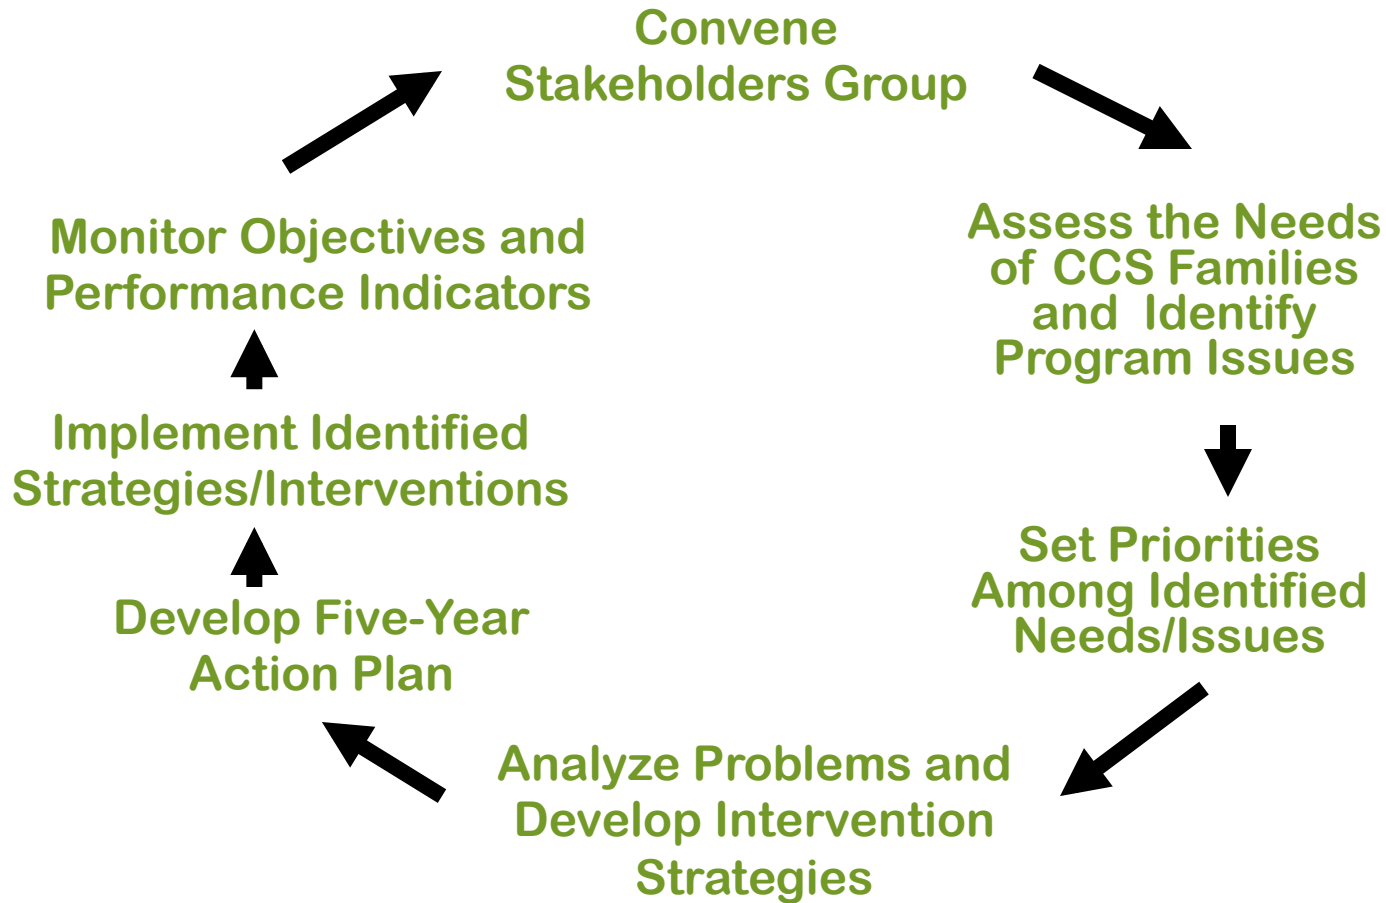 Convene
Stakeholders Group
Assess the Needs
of CCS Families
and Identify
Program Issues
Set Priorities
Among Identified
Needs/Issues
Analyze Problems and
Develop Intervention
Strategies
Develop Five-Year
Action Plan
Implement Identified
Strategies/Interventions
Monitor Objectives and
Performance Indicators